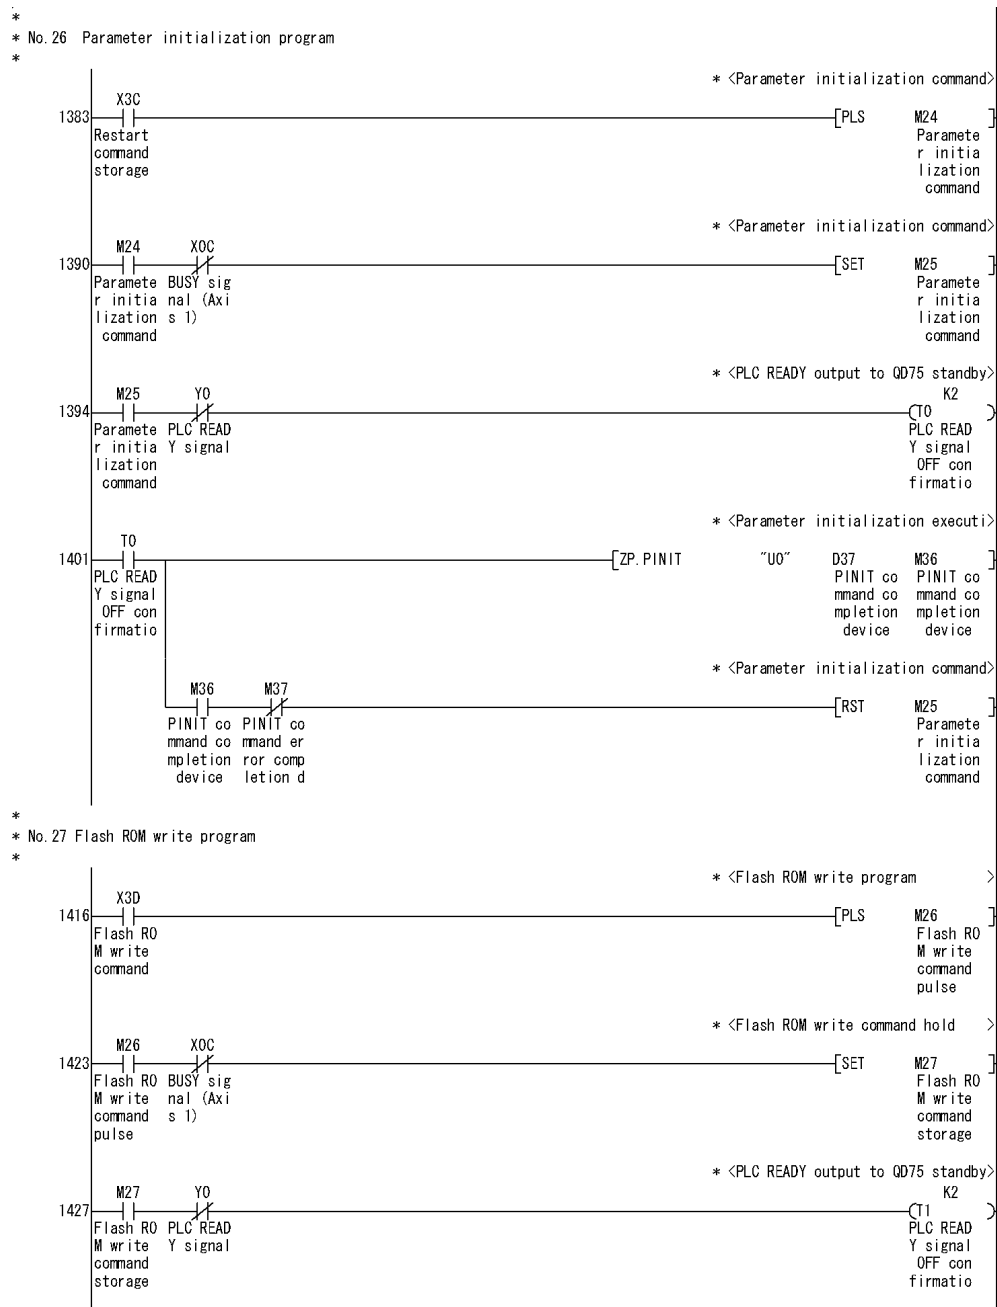 *
* No.26 Parameter initialization program
*
* <Parameter initialization command>
X3C
1383 [PLS M24 ]
Restart Paramete
command r initia
storage lization
command
* <Parameter initialization command>
M24 X0C
1390 [SET M25 ]
Paramete BUSY sig Paramete
r initia nal (Axi r initia
lization s 1) lization
command command
* <PLC READY output to QD75 standby>
M25 Y0 K2
1394 (T0 )
Paramete PLC READ PLC READ
r initia Y signal Y signal
lization OFF con
command firmatio
* <Parameter initialization executi>
T0
1401 [ZP.PINIT "U0" D37 M36 ]
PLC READ PINIT co PINIT co
Y signal mmand co mmand co
OFF con mpletion mpletion
firmatio device device
* <Parameter initialization command>
M36 M37
[RST M25 ]
PINIT co PINIT co Paramete
mmand co mmand er r initia
mpletion ror comp lization
device letion d command
*
* No.27 Flash ROM write program
*
* <Flash ROM write program >
X3D
1416 [PLS M26 ]
Flash RO Flash RO
M write M write
command command
pulse
* <Flash ROM write command hold >
M26 X0C
1423 [SET M27 ]
Flash RO BUSY sig Flash RO
M write nal (Axi M write
command s 1) command
pulse storage
* <PLC READY output to QD75 standby>
M27 Y0 K2
1427 (T1 )
Flash RO PLC READ PLC READ
M write Y signal Y signal
command OFF con
storage firmatio